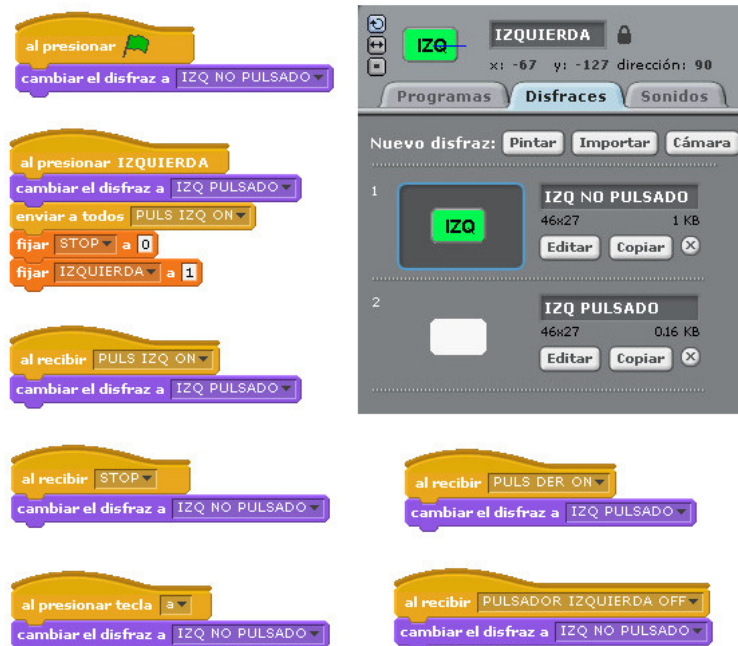 al presionar
cambiar el disfraz a IZQ NO PULSADO
al presionar IZQUIERDA
cambiar el disfraz a IZQ PULSADO
enviar a todos PULS IZQ ON
fijar STOP a 0
fijar IZQUIERDA a 1
al recibir PULS IZQ ON
cambiar el disfraz a IZQ PULSADO
al recibir STOP
cambiar el disfraz a IZQ NO PULSADO
al presionar tecla a
cambiar el disfraz a IZQ NO PULSADO
IZQ
IZQUIERDA
x: -67 y: -127 dirección: 90
Programas Disfraces Sonidos
Nuevo disfraz: Pintar Importar Cámara
1
IZQ
IZQ NO PULSADO
46x27 1 KB
Editar Copiar
2
IZQ PULSADO
46x27 0.16 KB
Editar Copiar
al recibir PULS DER ON
cambiar el disfraz a IZQ PULSADO
al recibir PULSADOR IZQUIERDA OFF
cambiar el disfraz a IZQ NO PULSADO